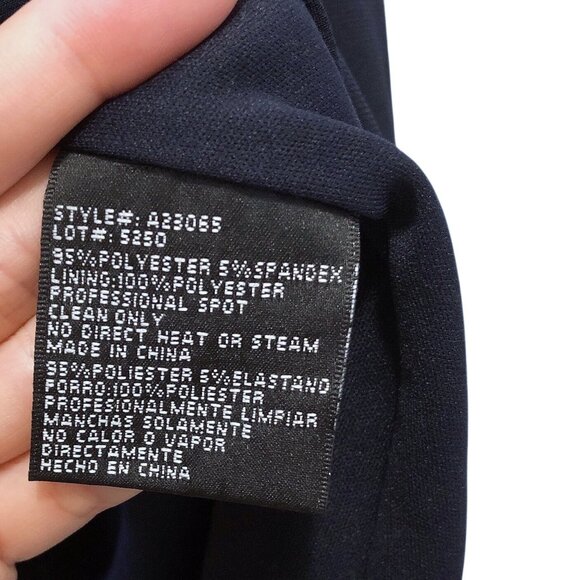 STYLE#: A23065
LOT#: 5250
95%POLYESTER 5%SPANDEX
LINING:100%POLYESTER
PROFESSIONAL SPOT
CLEAN ONLY
NO DIRECT HEAT OR STEAM
MADE IN CHINA
95%POLIESTER 5%ELASTANO
FORRO:100%POLIESTER
PROFESIONALMENTE LIMPIAR
MANCHAS SOLAMENTE
NO CALOR O VAPOR
DIRECTAMENTE
HECHO EN CHINA